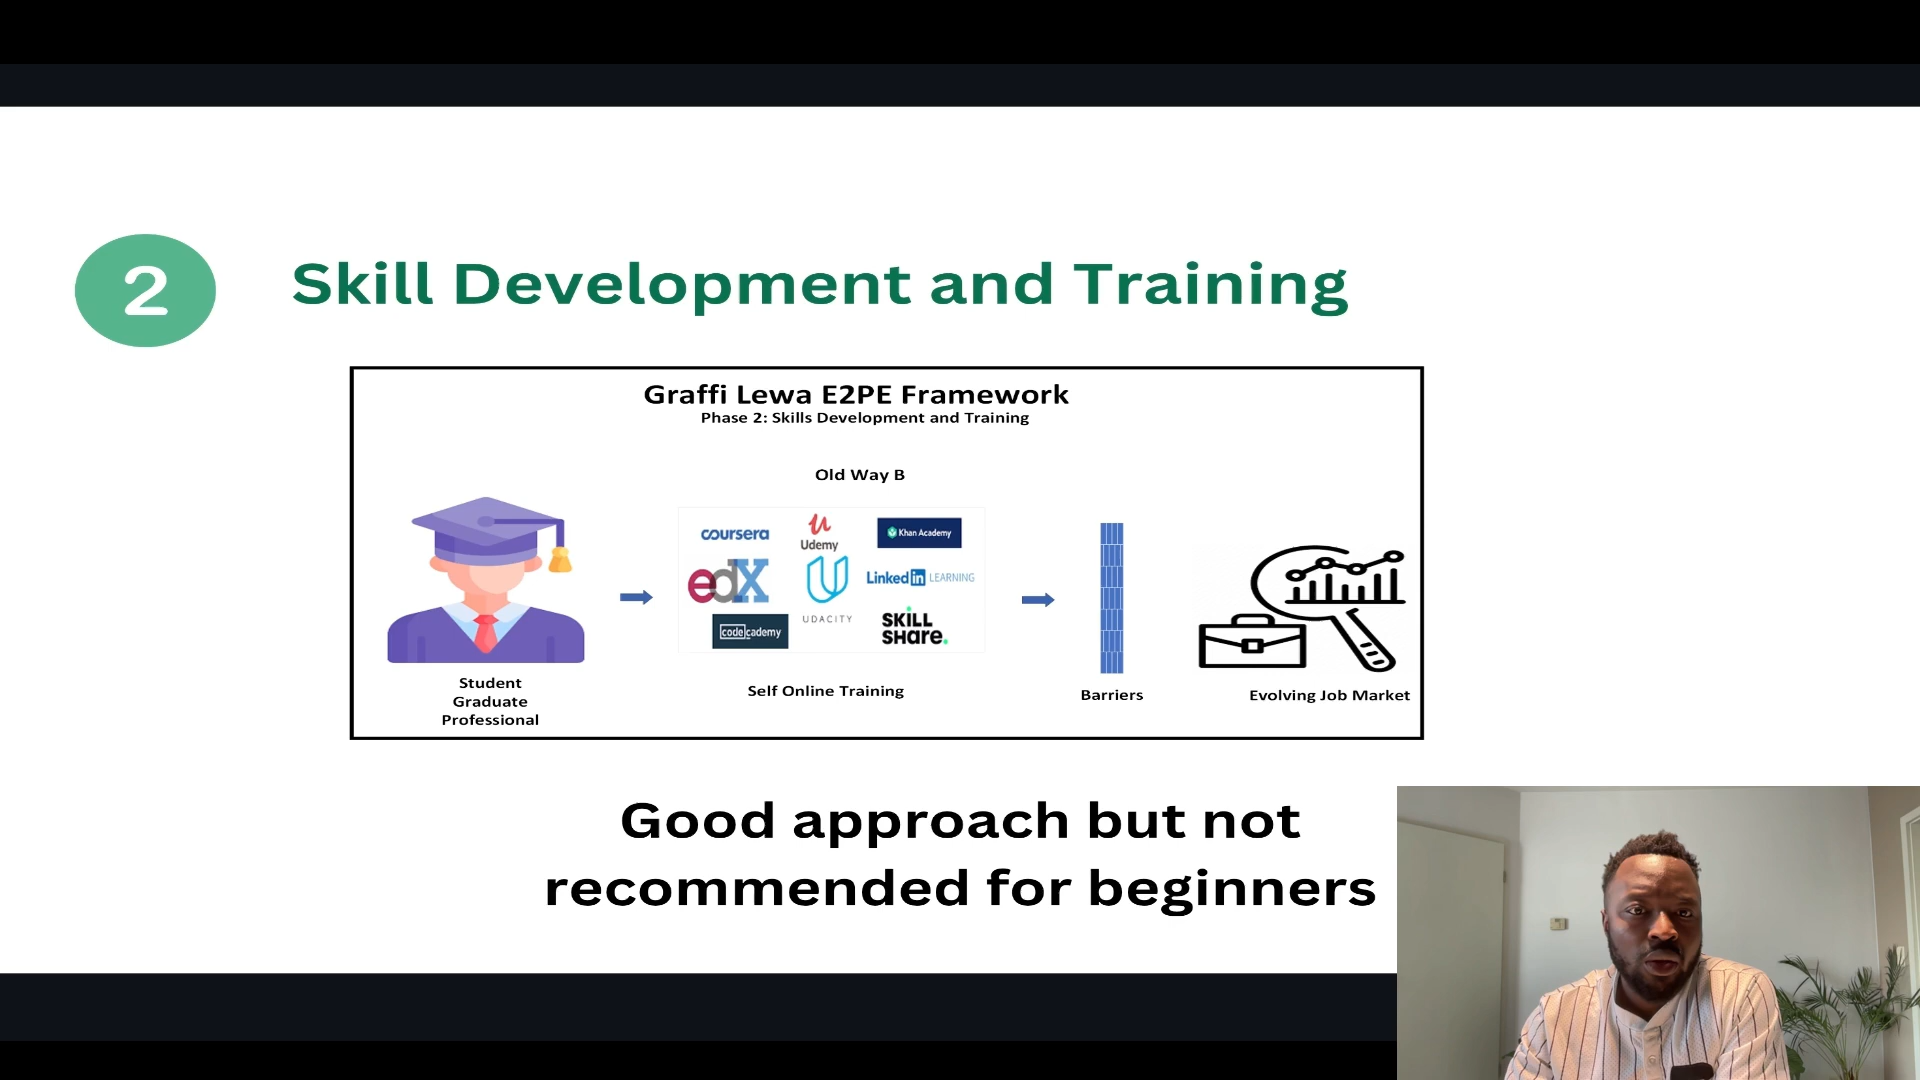 2
Skill Development and Training
Graffi Lewa E2PE Framework
Phase 2: Skills Development and Training
Old Way B
coursera
Udemy
Khan Academy
edX
UDACITY
Linked in LEARNING
codecademy
SKILL
SHARE.
Student
Graduate
Professional
Self Online Training
Barriers
Evolving Job Market
Good approach but not
recommended for beginners